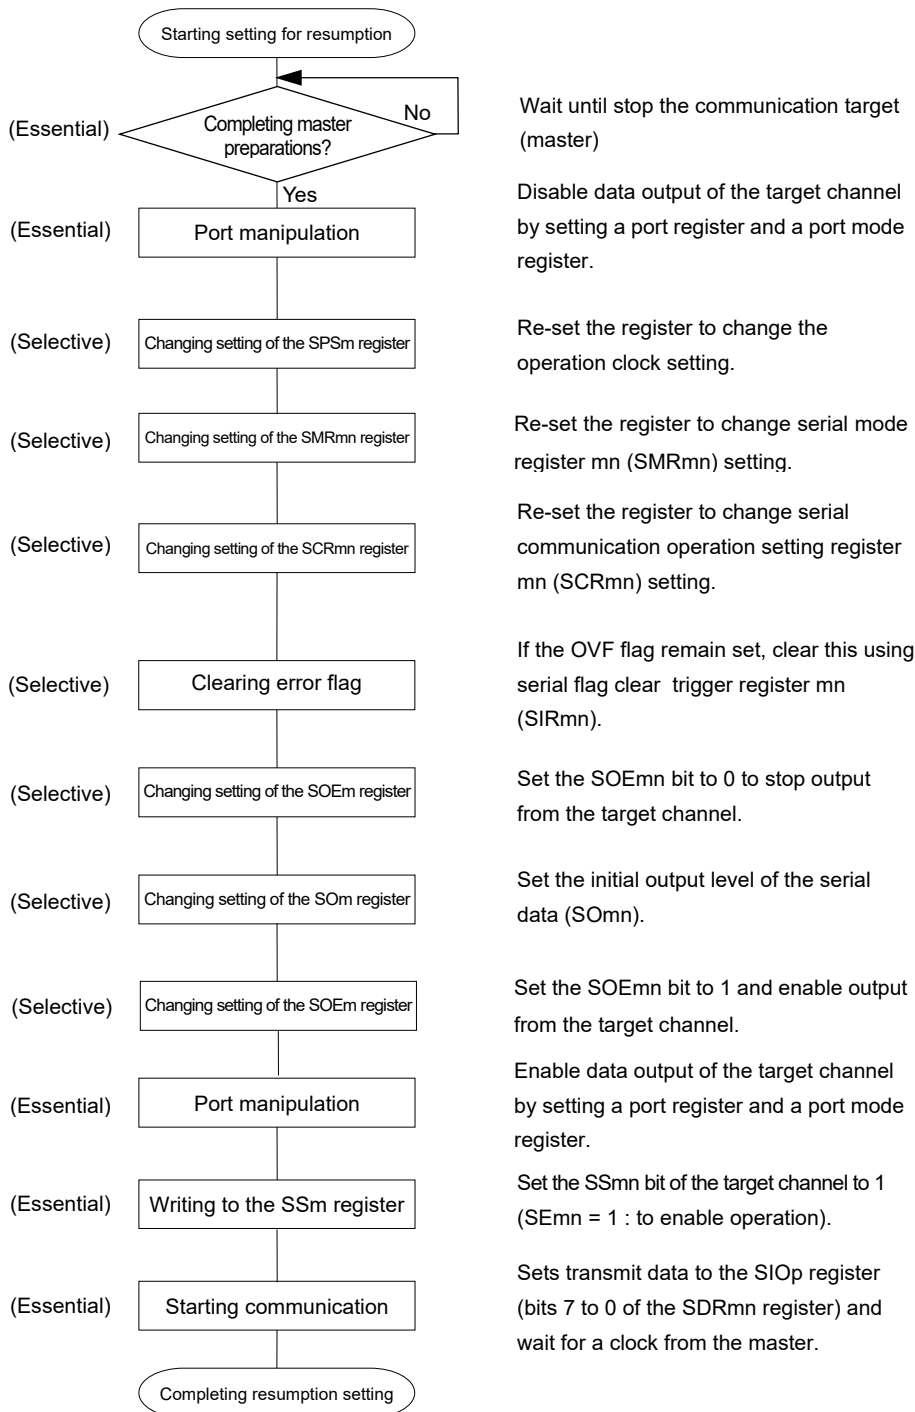 Starting setting for resumption
(Essential)
Completing master
preparations?
No
Wait until stop the communication target
(master)
Yes
(Essential)
Port manipulation
Disable data output of the target channel
by setting a port register and a port mode
register.
(Selective)
Changing setting of the SPSm register
Re-set the register to change the
operation clock setting.
(Selective)
Changing setting of the SMRmn register
Re-set the register to change serial mode
register mn (SMRmn) setting.
(Selective)
Changing setting of the SCRmn register
Re-set the register to change serial
communication operation setting register
mn (SCRmn) setting.
(Selective)
Clearing error flag
If the OVF flag remain set, clear this using
serial flag clear  trigger register mn
(SIRmn).
(Selective)
Changing setting of the SOEm register
Set the SOEmn bit to 0 to stop output
from the target channel.
(Selective)
Changing setting of the SOm register
Set the initial output level of the serial
data (SOmn).
(Selective)
Changing setting of the SOEm register
Set the SOEmn bit to 1 and enable output
from the target channel.
(Essential)
Port manipulation
Enable data output of the target channel
by setting a port register and a port mode
register.
(Essential)
Writing to the SSm register
Set the SSmn bit of the target channel to 1
(SEmn = 1 : to enable operation).
(Essential)
Starting communication
Sets transmit data to the SIOp register
(bits 7 to 0 of the SDRmn register) and
wait for a clock from the master.
Completing resumption setting